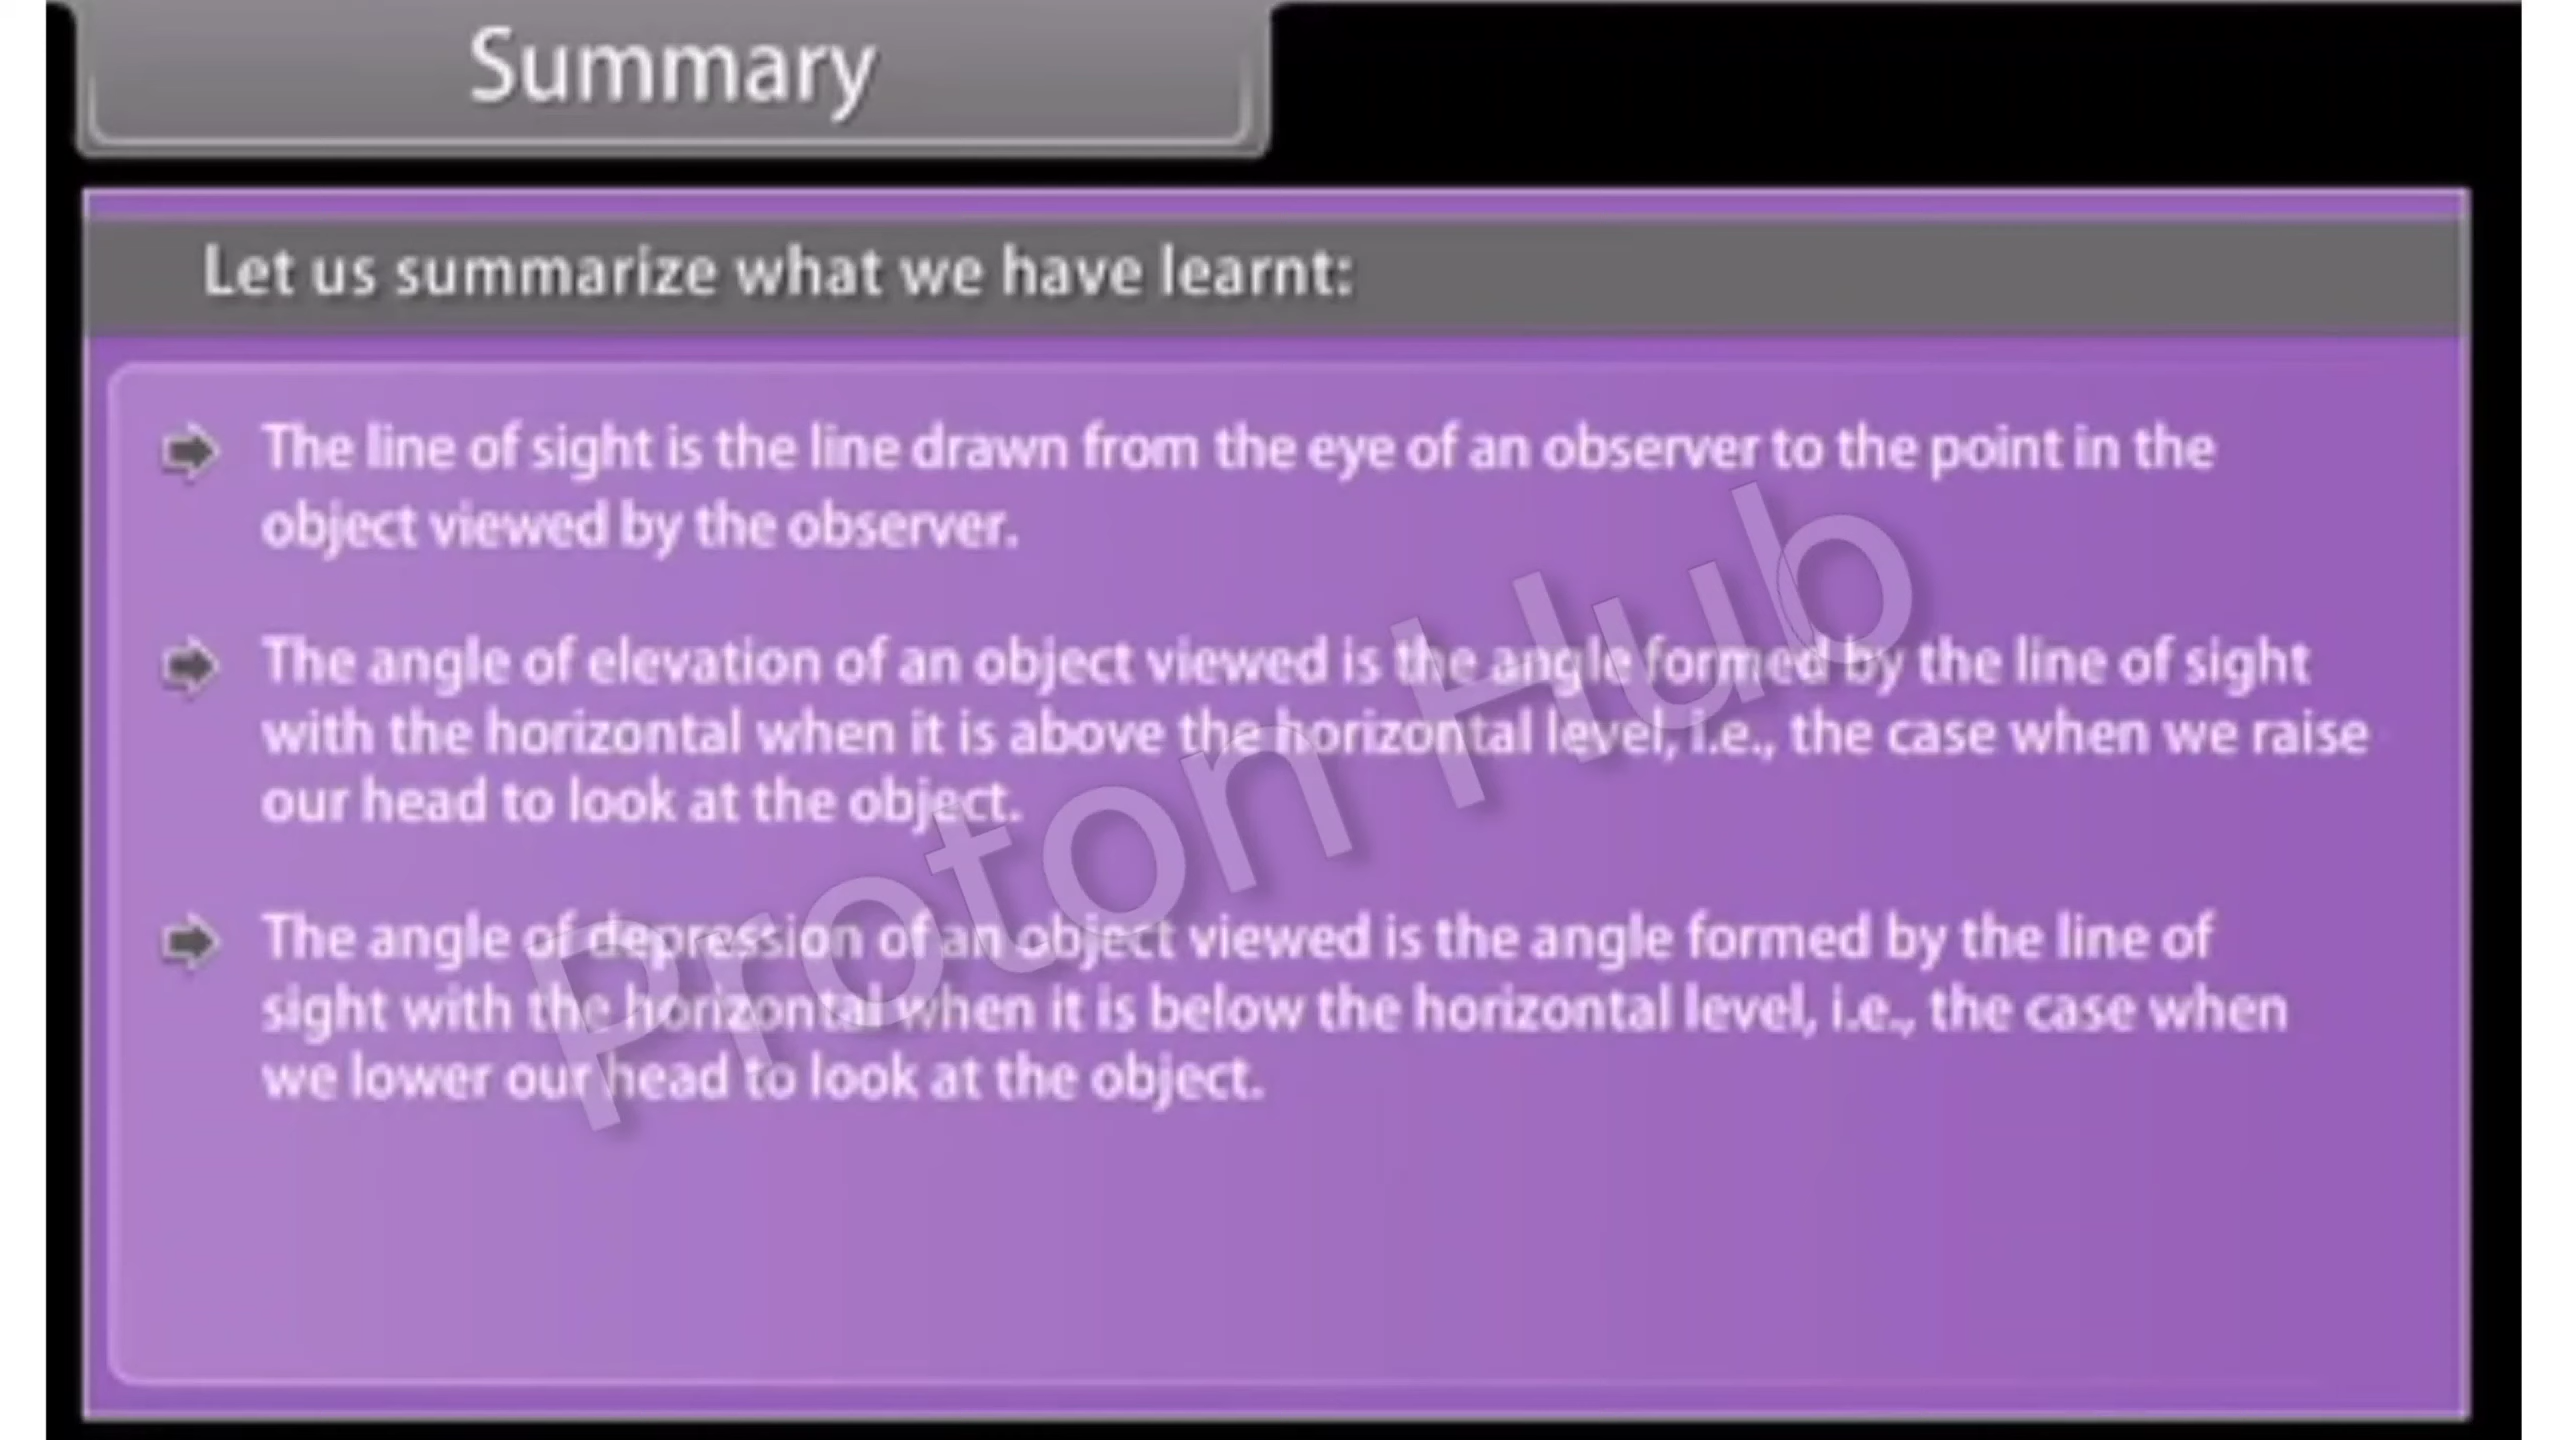 Summary
Let us summarize what we have learnt:
The line of sight is the line drawn from the eye of an observer to the point in the
object viewed by the observer.
The angle of elevation of an object viewed is the angle formed by the line of sight
with the horizontal when it is above the horizontal level, i.e., the case when we raise
our head to look at the object.
The angle of depression of an object viewed is the angle formed by the line of
sight with the horizontal when it is below the horizontal level, i.e., the case when
we lower our head to look at the object.
Proton Hub